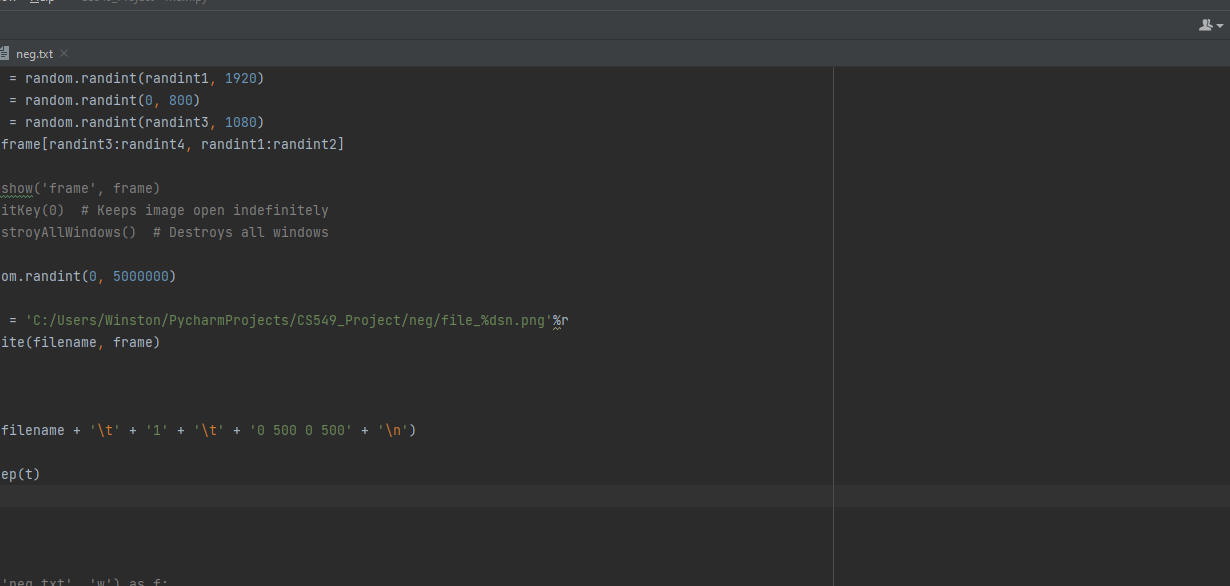 neg.txt
= random.randint(randint1, 1920)
= random.randint(0, 800)
= random.randint(randint3, 1080)
frame[randint3:randint4, randint1:randint2]
show('frame', frame)
itKey(0)  # Keeps image open indefinitely
stroyAllWindows()  # Destroys all windows
om.randint(0, 5000000)
= 'C:/Users/Winston/PycharmProjects/CS549_Project/neg/file_%dsn.png'%r
ite(filename, frame)
filename + '\t' + '1' + '\t' + '0 500 0 500' + '\n')
ep(t)
'neg.txt', 'w') as f: